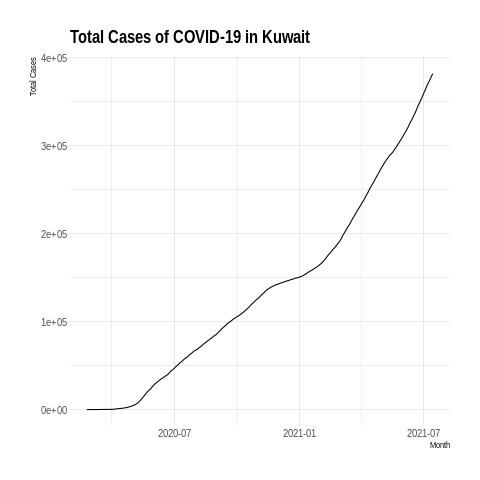 Total Cases of COVID-19 in Kuwait
Total Cases
4e+05
3e+05
2e+05
1e+05
0e+00
2020-07 2021-01 2021-07
Month